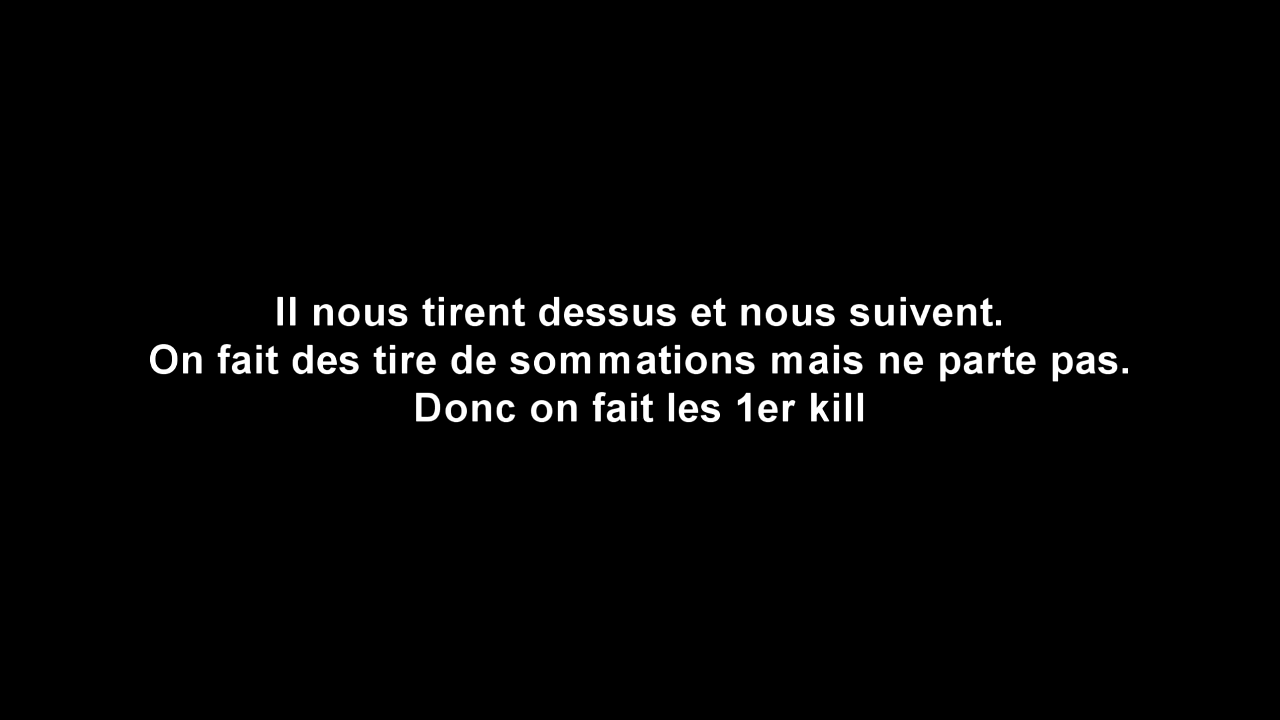 Il nous tirent dessus et nous suivent.
On fait des tire de sommations mais ne parte pas.
Donc on fait les 1er kill